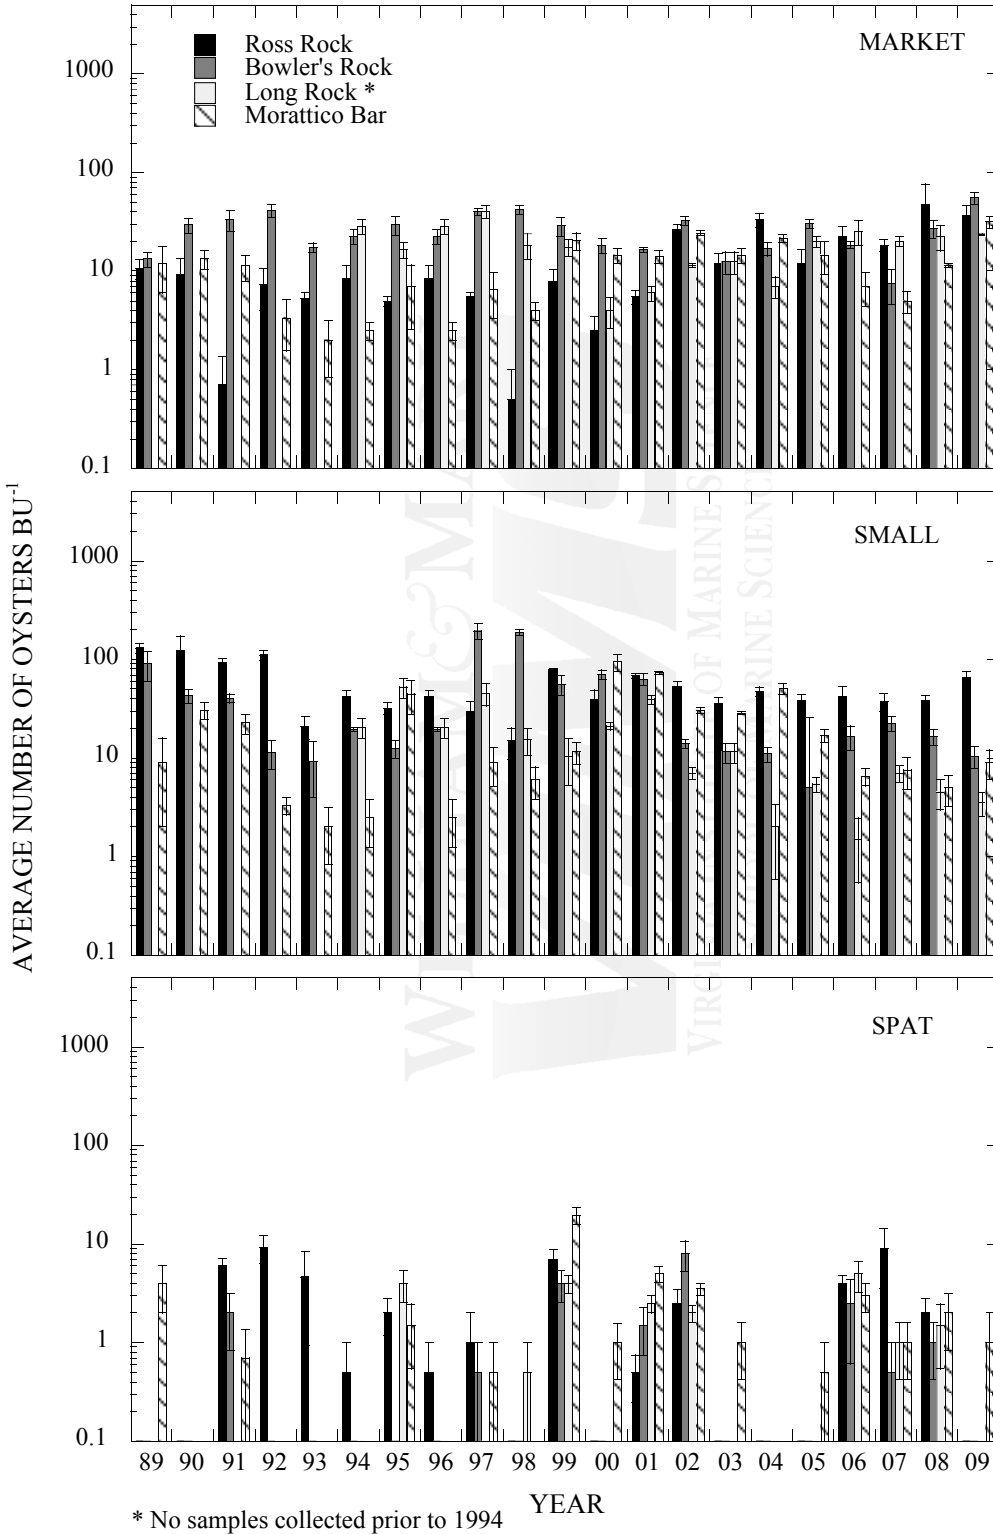 MARKET
Ross Rock
Bowler's Rock
Long Rock *
Morattico Bar
1000
100
10
1
0.1
SMALL
1000
100
10
1
0.1
SPAT
1000
100
10
1
0.1
AVERAGE NUMBER OF OYSTERS BU-1
89 90 91 92 93 94 95 96 97 98 99 00 01 02 03 04 05 06 07 08 09
YEAR
* No samples collected prior to 1994